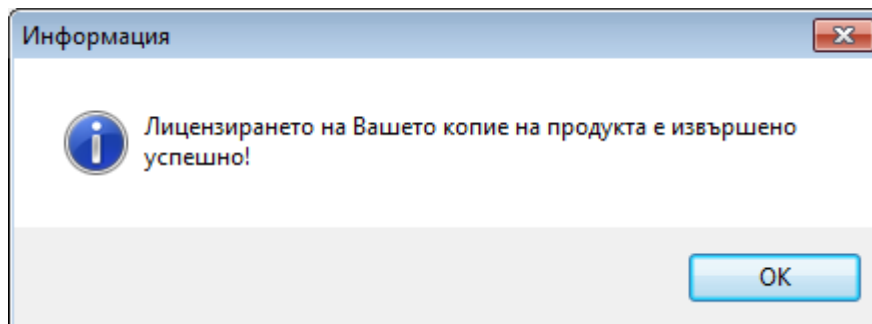 Информация
Лицензирането на Вашето копие на продукта е извършено
успешно!
OK